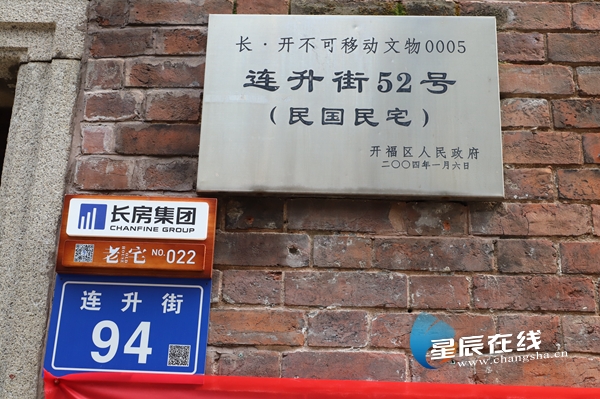 长·开不可移动文物0005
连升街52号
(民国民宅)
开福区人民政府
二〇〇四年一月六日
长房集团
CHANFINE GROUP
老宅 NO.022
连升街
94
星辰在线
www.changsha.cn